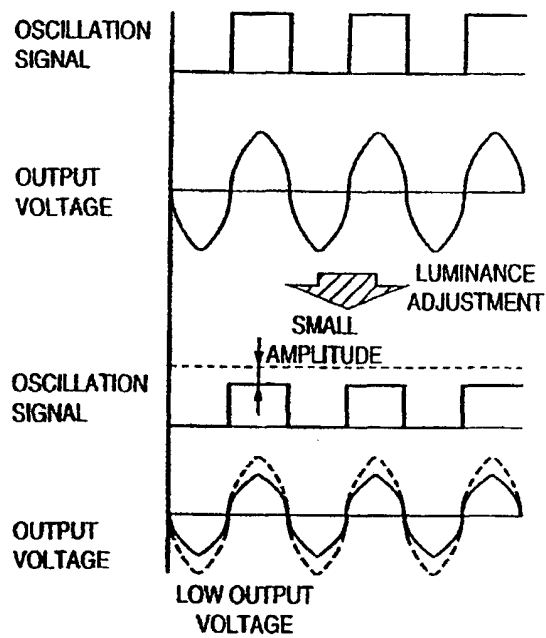 OSCILLATION
SIGNAL
OUTPUT
VOLTAGE
LUMINANCE
ADJUSTMENT
SMALL
AMPLITUDE
OSCILLATION
SIGNAL
OUTPUT
VOLTAGE
LOW OUTPUT
VOLTAGE